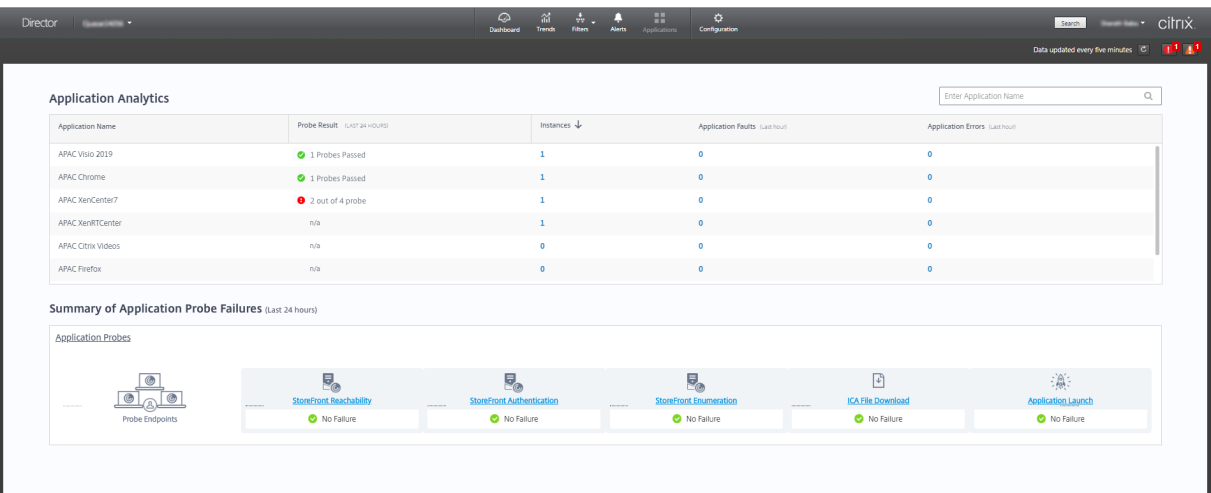 Director
Dashboard
Trends
Filters
Alerts
Applications
Configuration
Search
citrix
Data updated every five minutes
1
1
Application Analytics
Enter Application Name
Application Name
Probe Result (LAST 24 HOURS)
Instances
Application Faults (Last hour)
Application Errors (Last hour)
APAC Visio 2019 1 Probes Passed 1 0 0
APAC Chrome 1 Probes Passed 1 0 0
APAC XenCenter7 2 out of 4 probe 1 0 0
APAC XenRTCenter n/a 1 0 0
APAC Citrix Videos n/a 0 0 0
APAC Firefox n/a 0 0 0
Summary of Application Probe Failures (Last 24 hours)
Application Probes
Probe Endpoints
StoreFront Reachability
No Failure
StoreFront Authentication
No Failure
StoreFront Enumeration
No Failure
ICA File Download
No Failure
Application Launch
No Failure